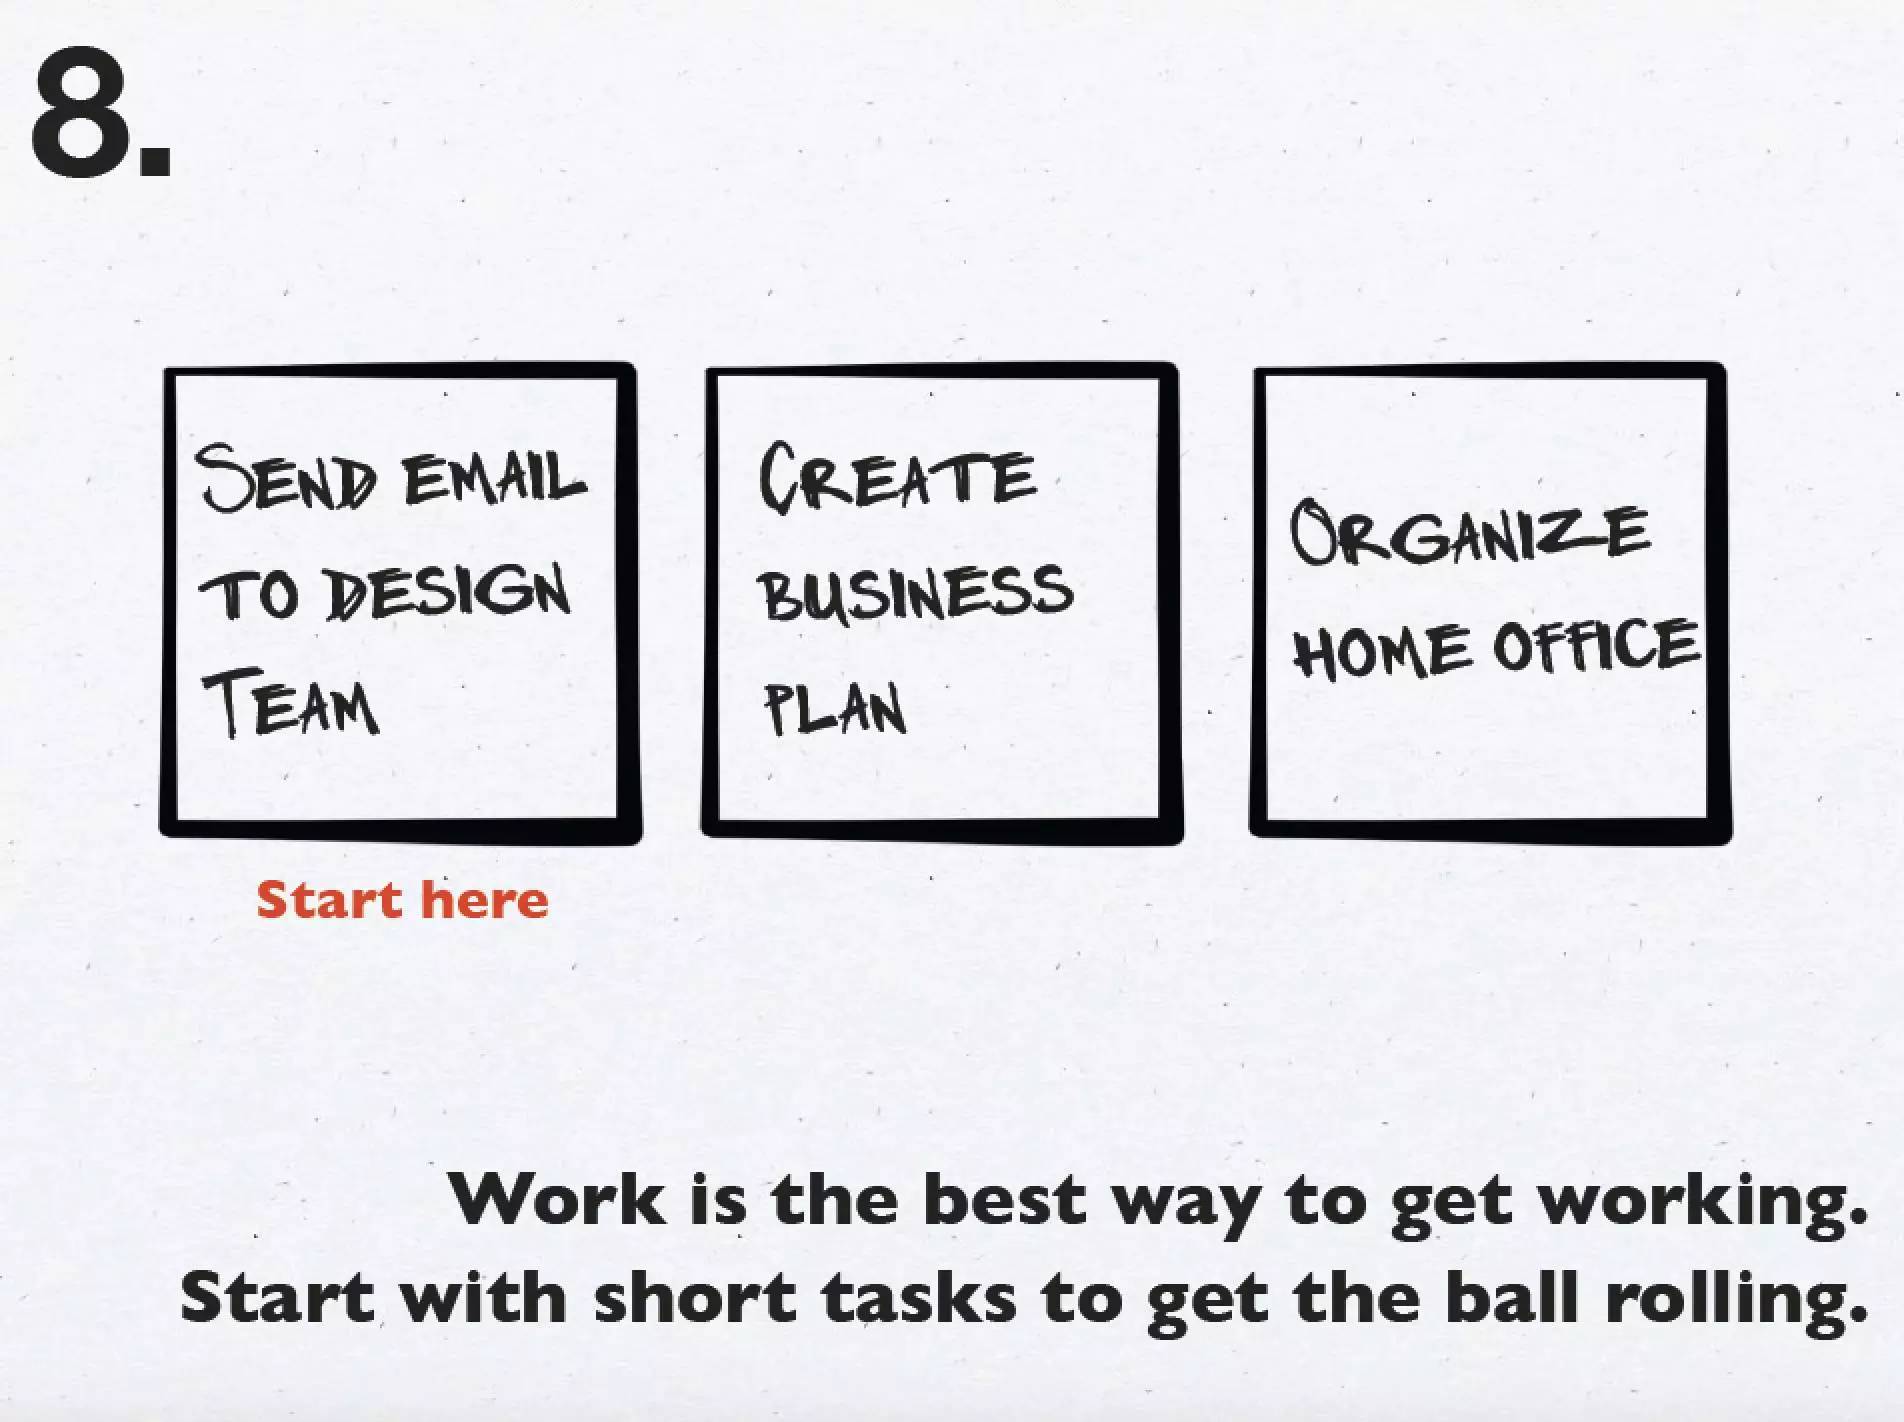 8.
Send email
to design
Team
Create
business
plan
Organize
home office
Start here
Work is the best way to get working.
Start with short tasks to get the ball rolling.